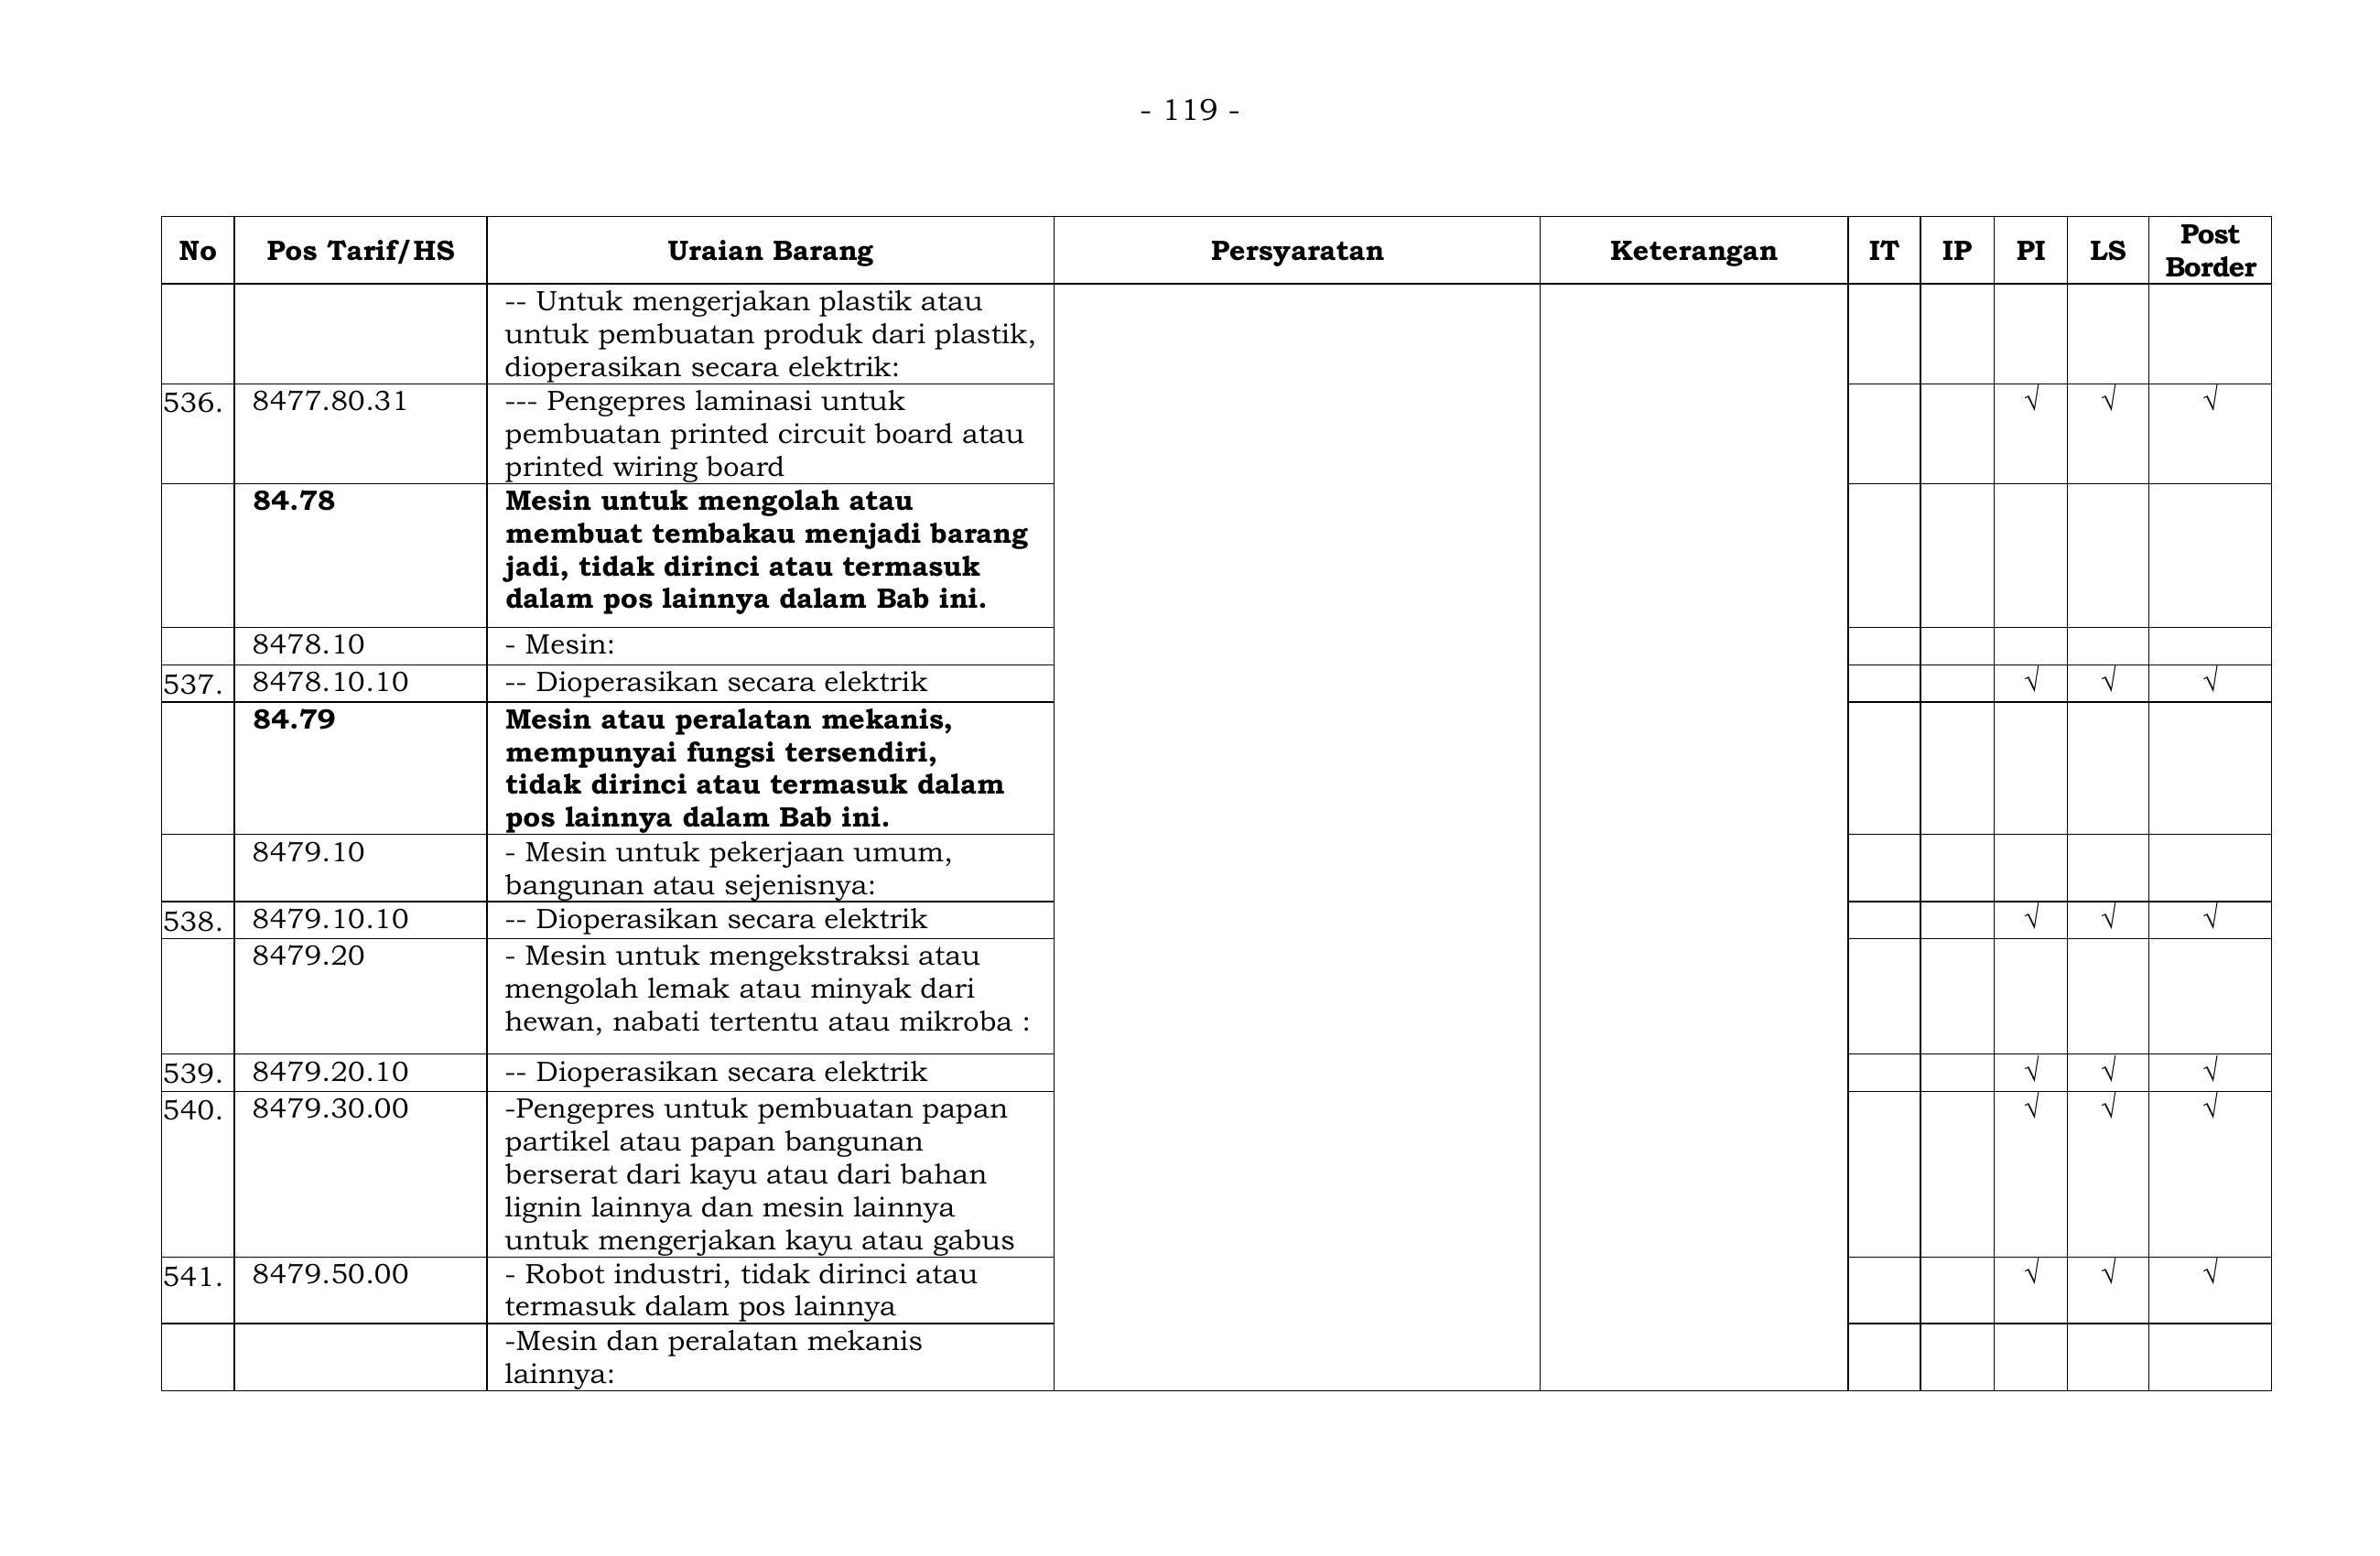 - 119 -
No Pos Tarif/HS Uraian Barang Persyaratan Keterangan IT IP PI LS Post Border
-- Untuk mengerjakan plastik atau
untuk pembuatan produk dari plastik,
dioperasikan secara elektrik:
536. 8477.80.31 --- Pengepres laminasi untuk √ √ √
pembuatan printed circuit board atau
printed wiring board
84.78 Mesin untuk mengolah atau
membuat tembakau menjadi barang
jadi, tidak dirinci atau termasuk
dalam pos lainnya dalam Bab ini.
8478.10 - Mesin:
537. 8478.10.10 -- Dioperasikan secara elektrik √ √ √
84.79 Mesin atau peralatan mekanis,
mempunyai fungsi tersendiri,
tidak dirinci atau termasuk dalam
pos lainnya dalam Bab ini.
8479.10 - Mesin untuk pekerjaan umum,
bangunan atau sejenisnya:
538. 8479.10.10 -- Dioperasikan secara elektrik √ √ √
8479.20 - Mesin untuk mengekstraksi atau
mengolah lemak atau minyak dari
hewan, nabati tertentu atau mikroba :
539. 8479.20.10 -- Dioperasikan secara elektrik √ √ √
540. 8479.30.00 -Pengepres untuk pembuatan papan √ √ √
partikel atau papan bangunan
berserat dari kayu atau dari bahan
lignin lainnya dan mesin lainnya
untuk mengerjakan kayu atau gabus
541. 8479.50.00 - Robot industri, tidak dirinci atau √ √ √
termasuk dalam pos lainnya
-Mesin dan peralatan mekanis
lainnya: